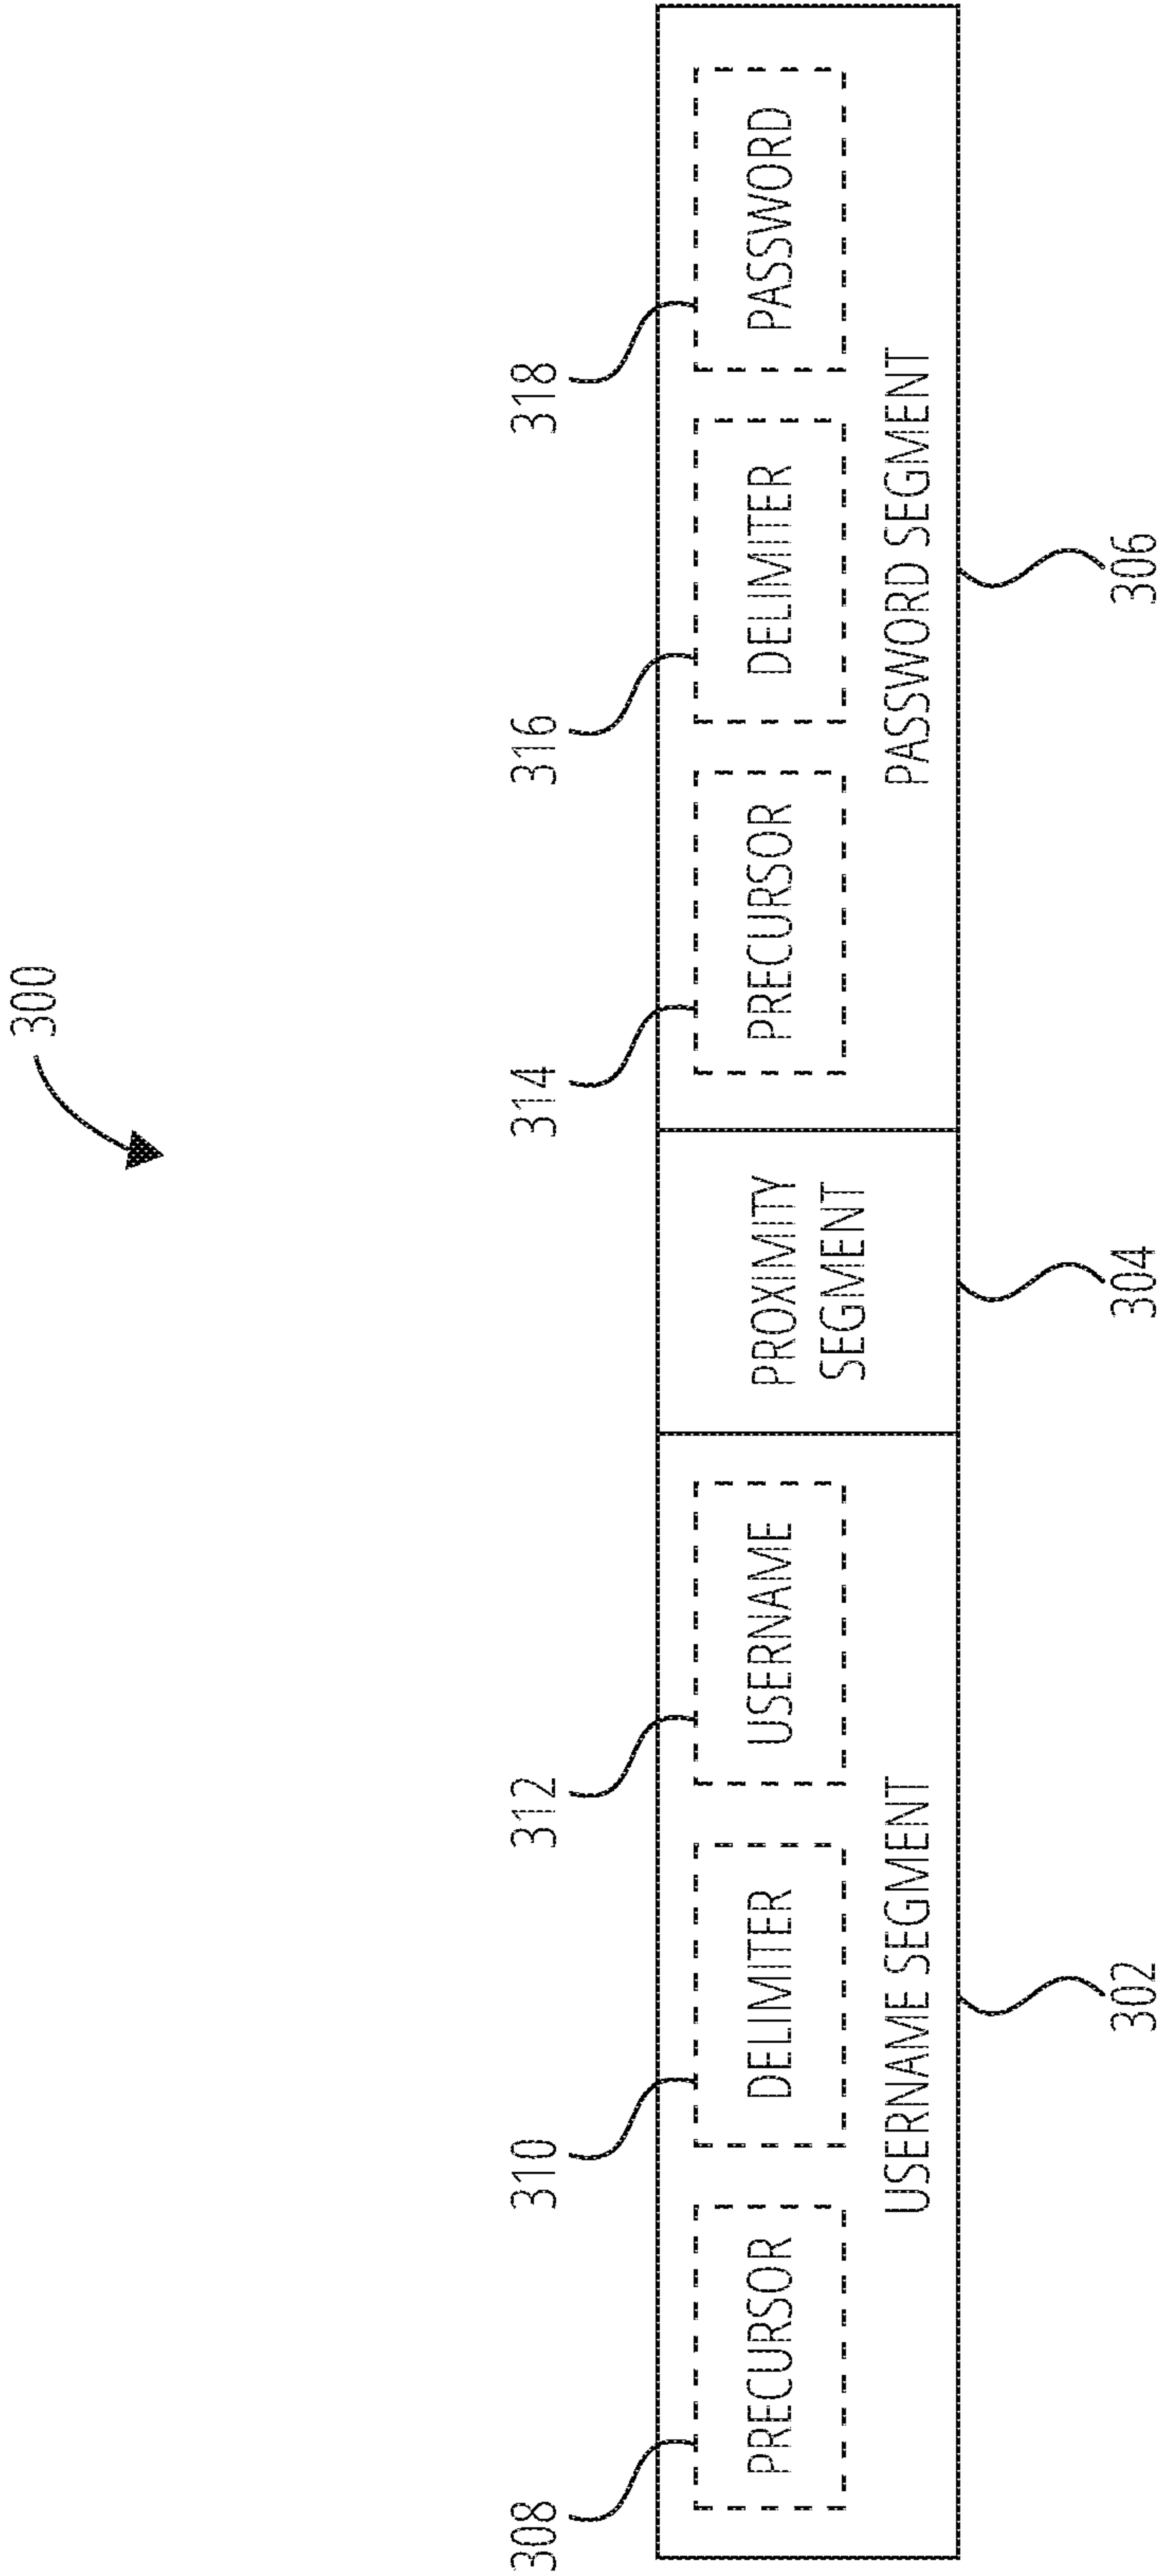 300
308
310
312
314
316
318
PRECURSOR
DELIMITER
USERNAME
PROXIMITY
SEGMENT
PRECURSOR
DELIMITER
PASSWORD
USERNAME SEGMENT
PASSWORD SEGMENT
302
304
306